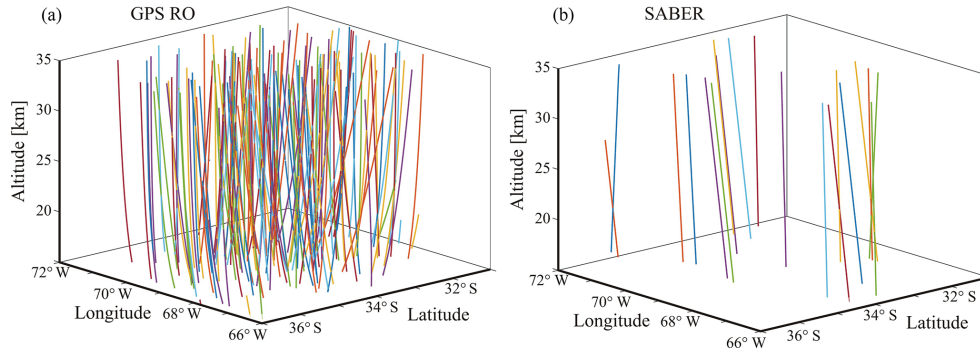 (a) GPS RO
35
30
25
20
Altitude [km]
72° W
70° W
68° W
66° W
Longitude
36° S
34° S
32° S
Latitude
(b) SABER
35
30
25
20
Altitude [km]
72° W
70° W
68° W
66° W
Longitude
36° S
34° S
32° S
Latitude